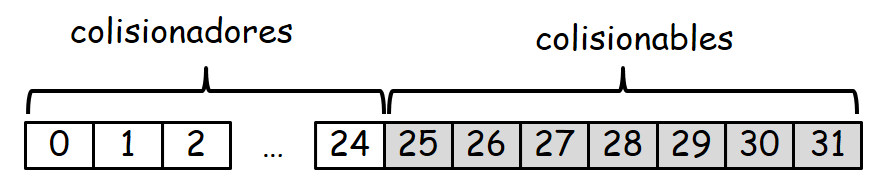 colisionadores
colisionables
0 1 2 ... 24 25 26 27 28 29 30 31